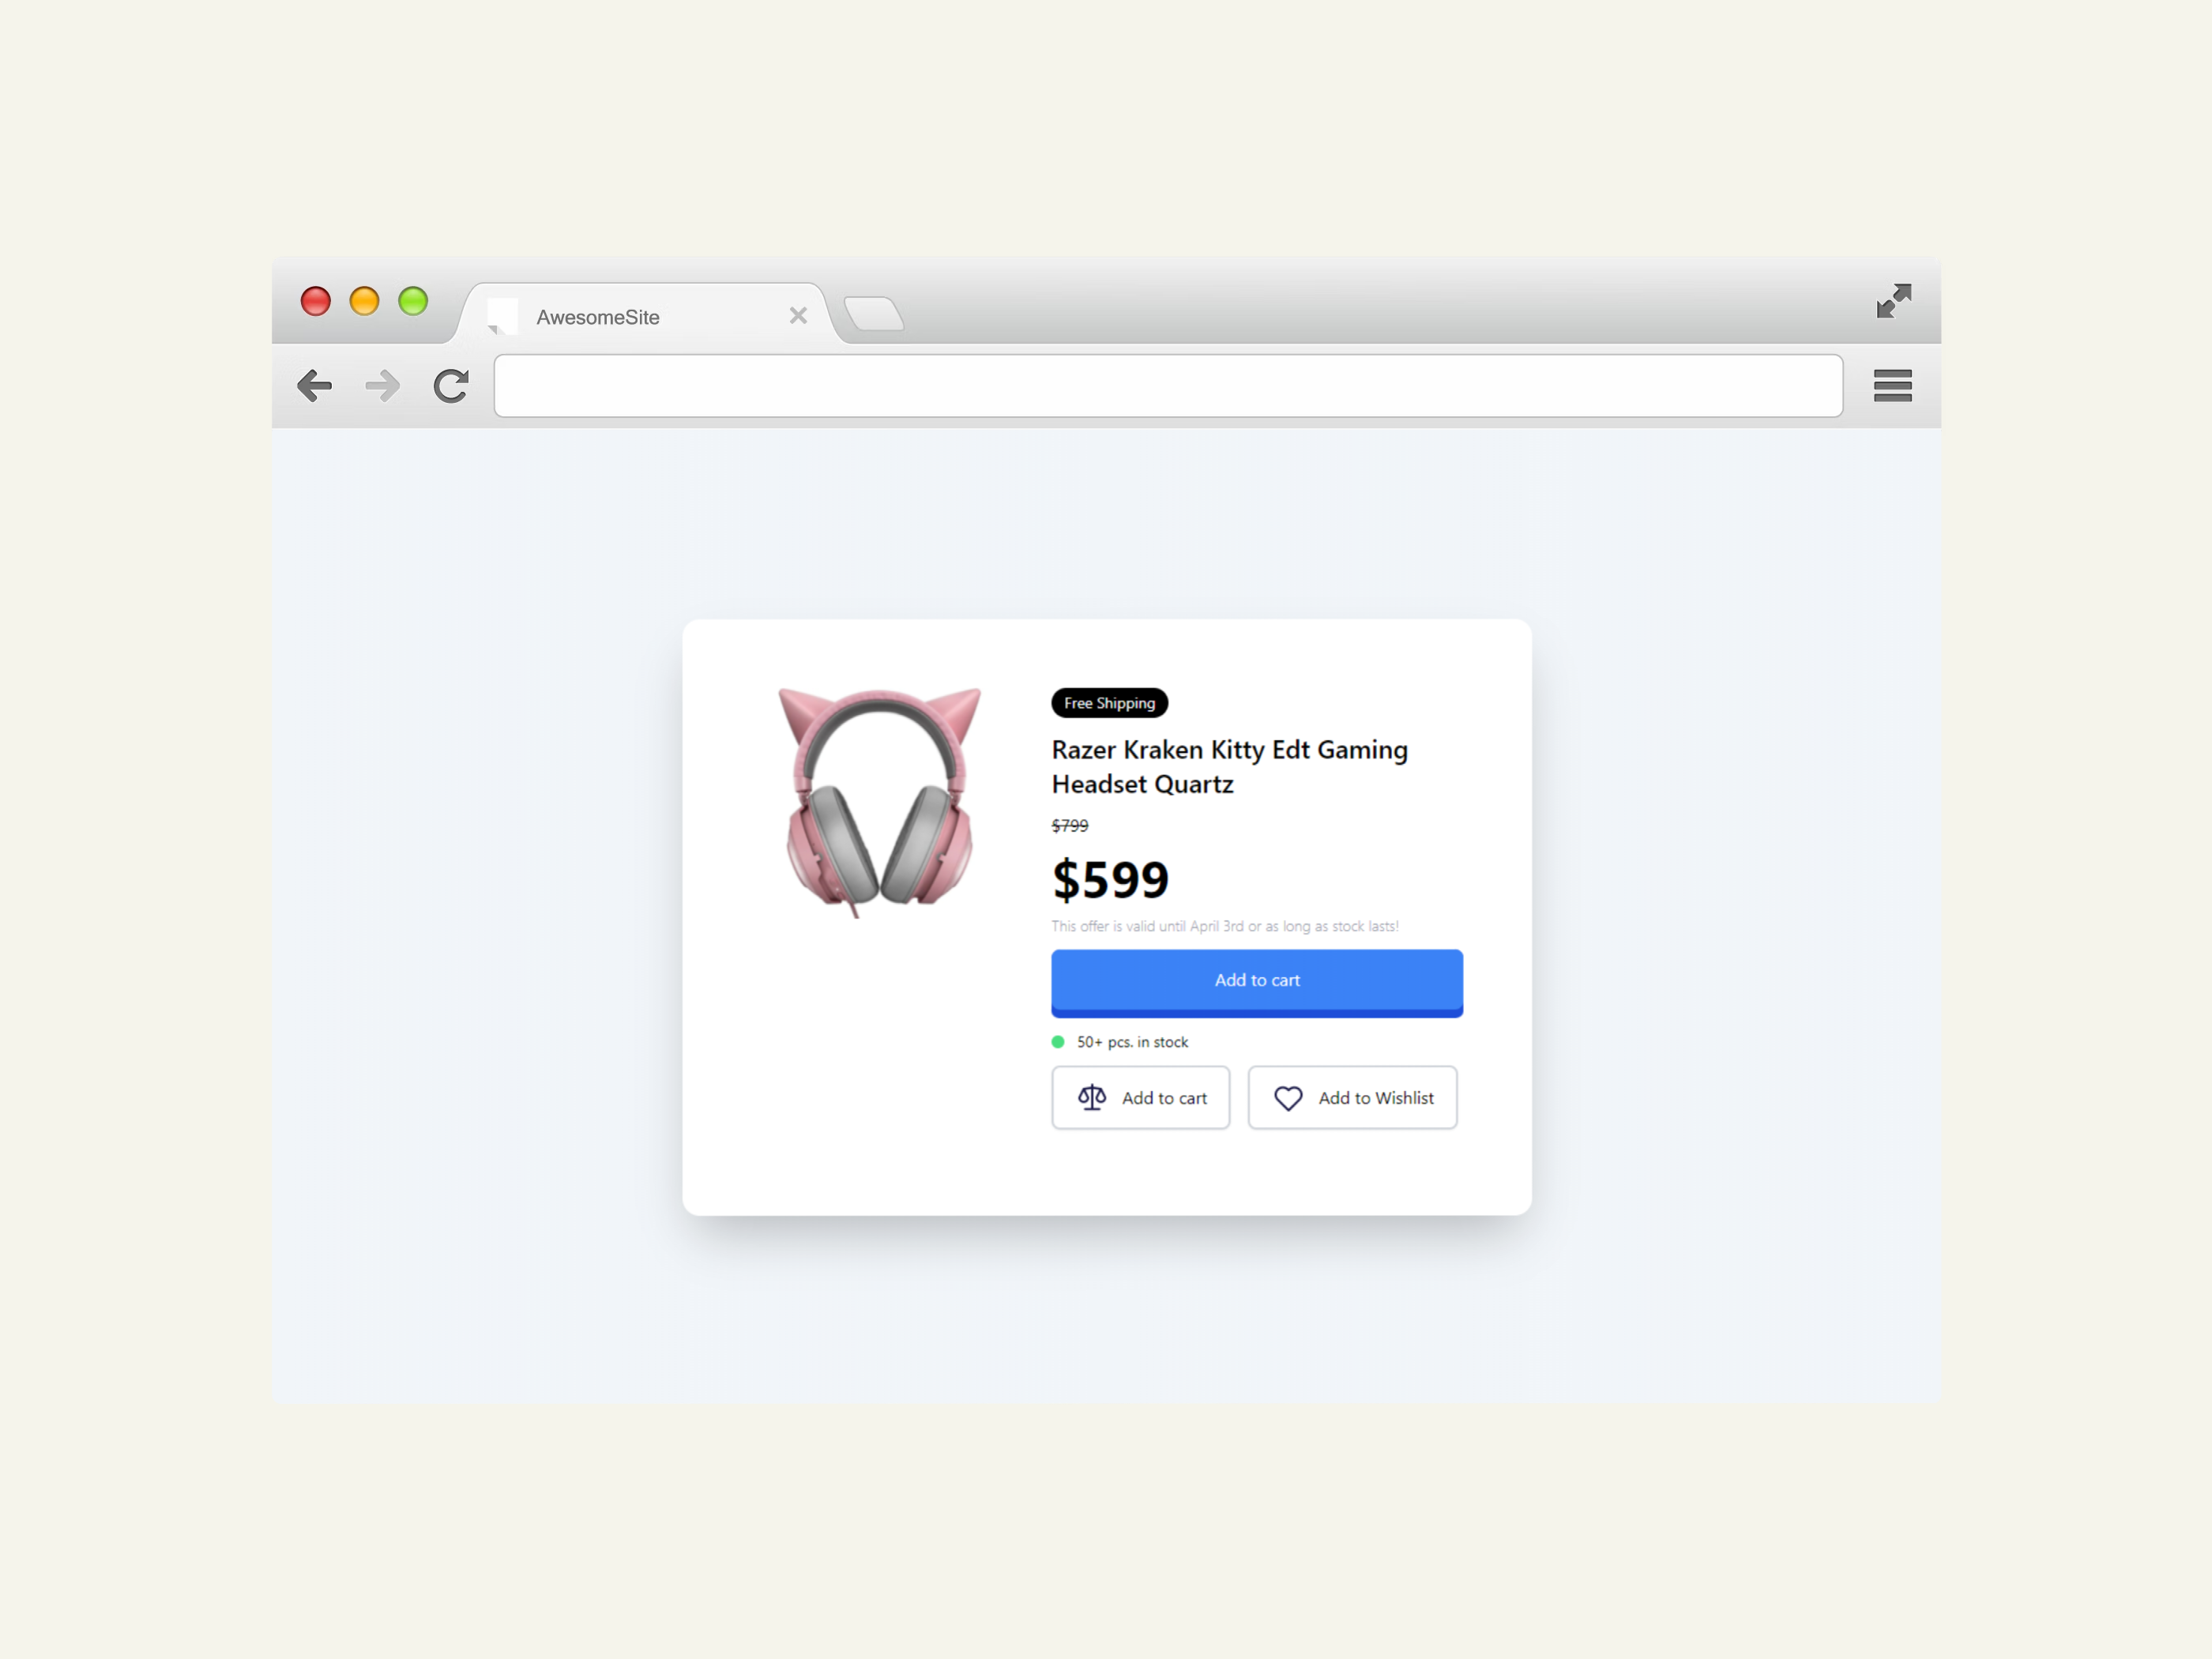 AwesomeSite
Free Shipping
Razer Kraken Kitty Edt Gaming
Headset Quartz
$799
$599
This offer is valid until April 3rd or as long as stock lasts!
Add to cart
50+ pcs. in stock
Add to cart
Add to Wishlist